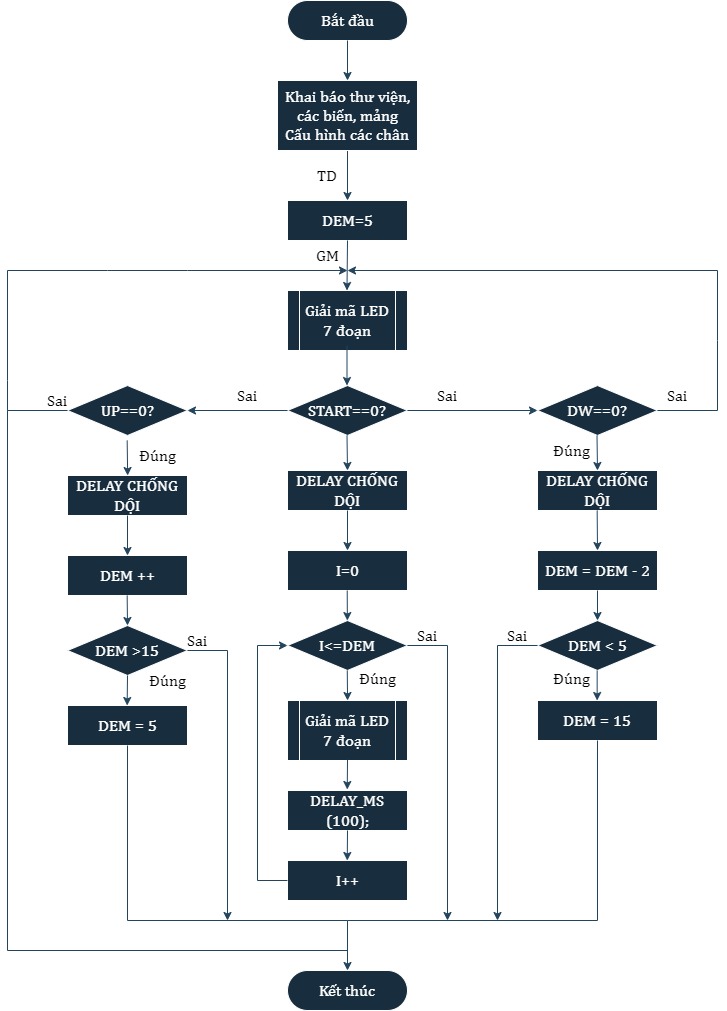 Bắt đầu
Khai báo thư viện,
các biến, mảng
Cấu hình các chân
TD
DEM=5
GM
Giải mã LED
7 đoạn
Sai
UP==0?
Sai
START==0?
Sai
DW==0?
Sai
Đúng
Đúng
DELAY CHỐNG
DỘI
DELAY CHỐNG
DỘI
DELAY CHỐNG
DỘI
DEM ++
I=0
DEM = DEM - 2
DEM >15
Sai
I<=DEM
Sai
Sai
DEM < 5
Đúng
Đúng
Đúng
DEM = 5
Giải mã LED
7 đoạn
DEM = 15
DELAY_MS
(100);
I++
Kết thúc